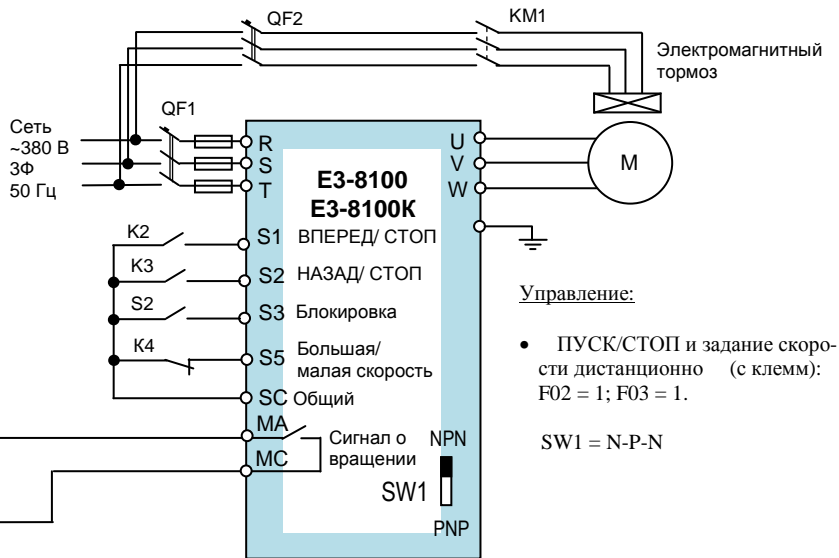 QF2
KM1
Электромагнитный
тормоз
QF1
Сеть
~380 В
3Ф
50 Гц
R
S
T
E3-8100
E3-8100K
U
V
W
M
K2
S1
ВПЕРЕД/ СТОП
K3
S2
НАЗАД/ СТОП
S2
S3
Блокировка
К4
S5
Большая/
малая скорость
SC
Общий
MA
MC
Сигнал о
вращении
NPN
SW1
PNP
Управление:
• ПУСК/СТОП и задание скоро-
сти дистанционно (с клемм):
F02 = 1; F03 = 1.
SW1 = N-P-N